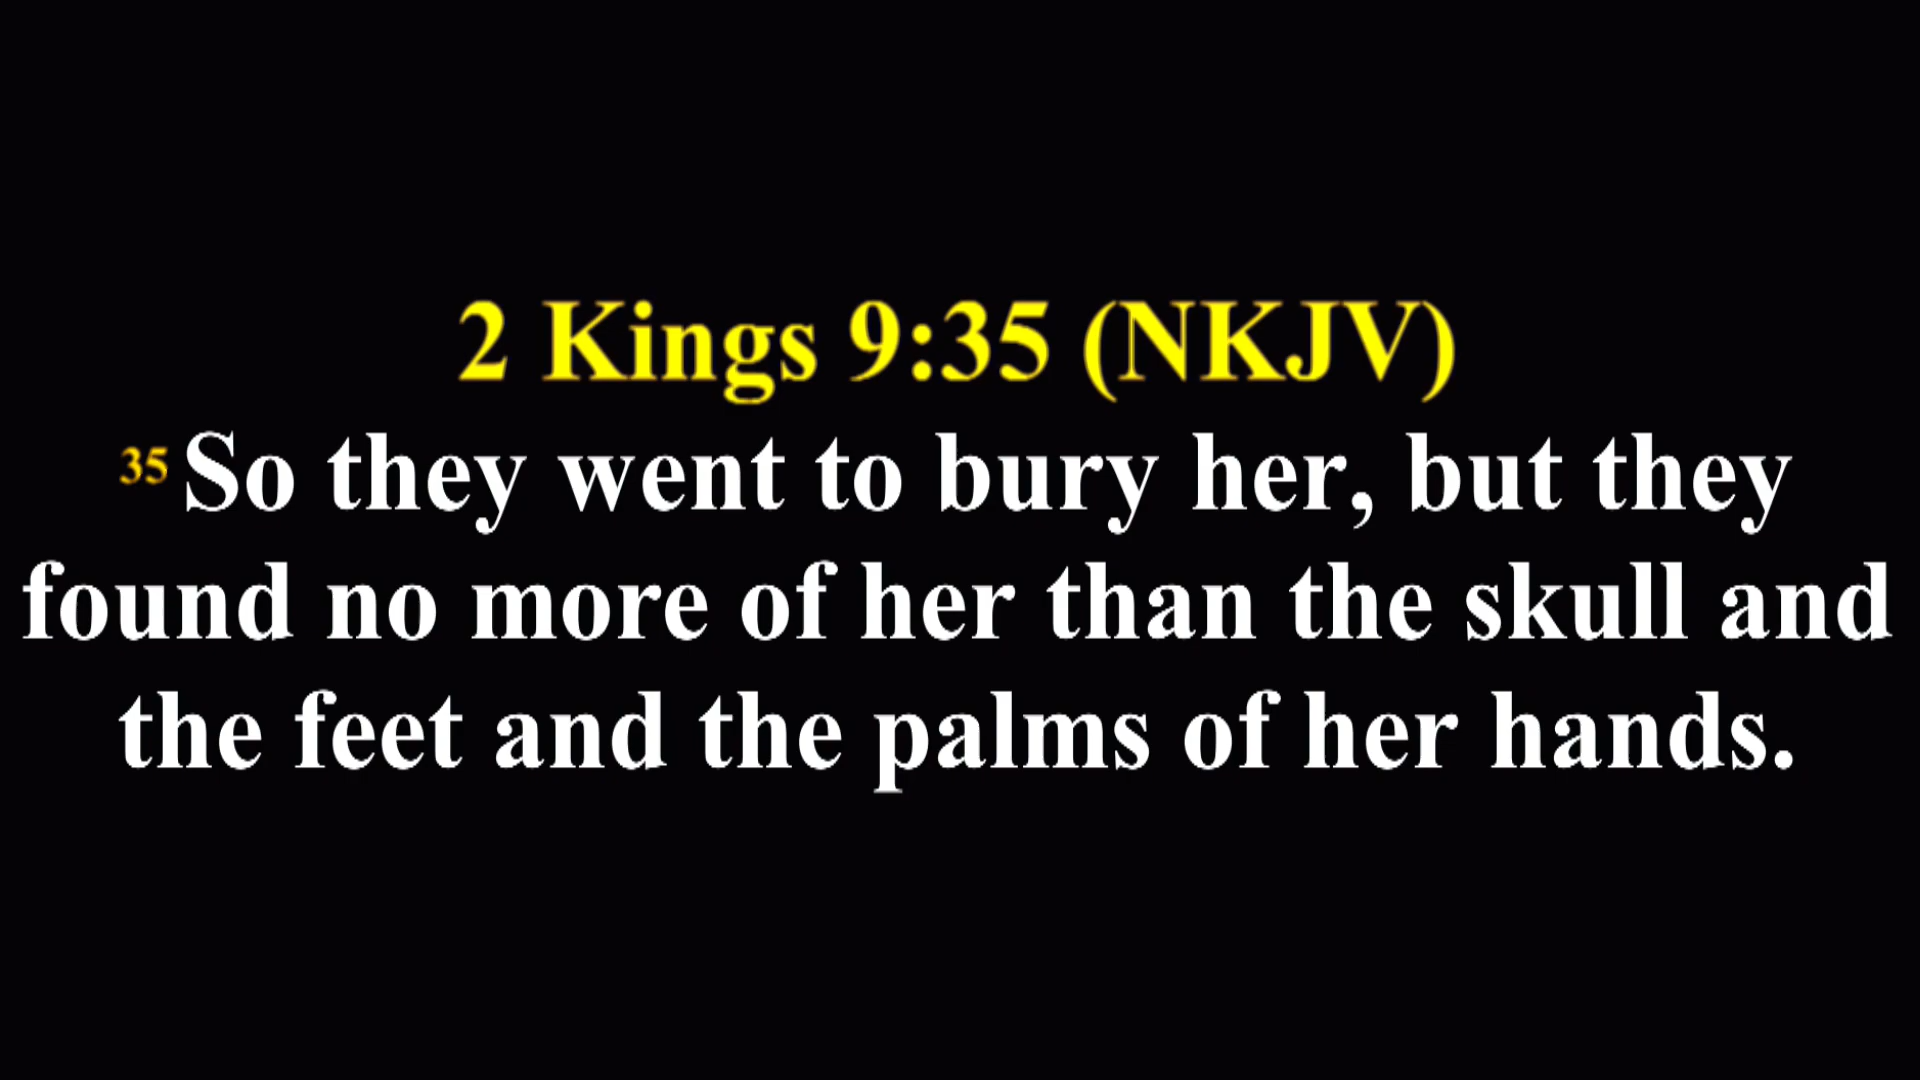 2 Kings 9:35 (NKJV)
35 So they went to bury her, but they
found no more of her than the skull and
the feet and the palms of her hands.